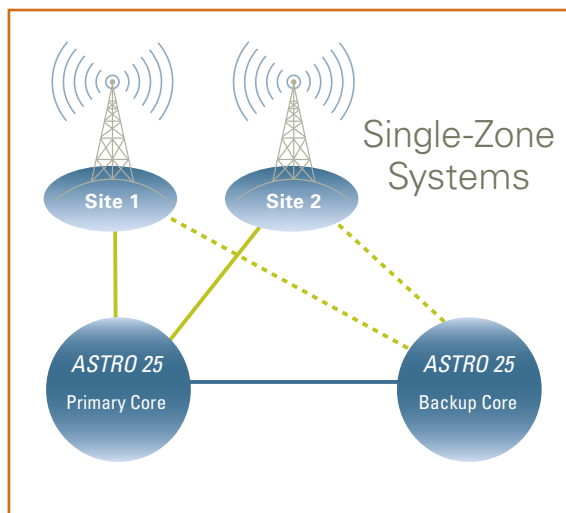 Single-Zone
Systems
Site 1
Site 2
ASTRO 25
Primary Core
ASTRO 25
Backup Core